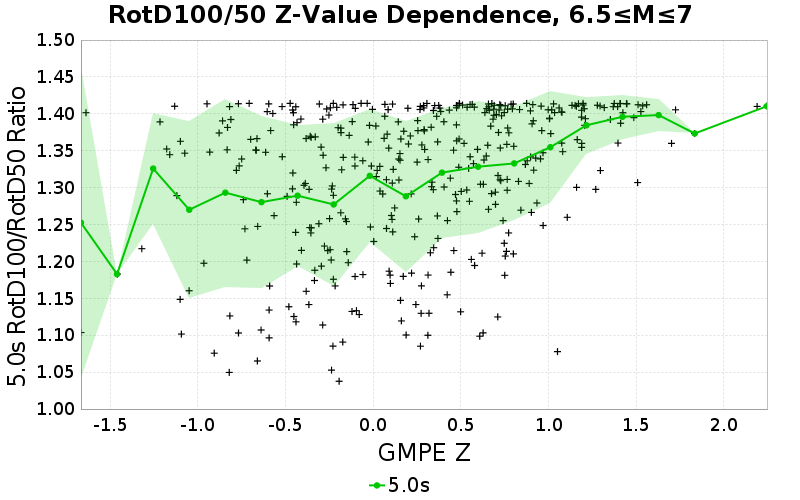 RotD100/50 Z-Value Dependence, 6.5≤M≤7
5.0s RotD100/RotD50 Ratio
1.50
1.45
1.40
1.35
1.30
1.25
1.20
1.15
1.10
1.05
1.00
-1.5 -1.0 -0.5 0.0 0.5 1.0 1.5 2.0
GMPE Z
5.0s